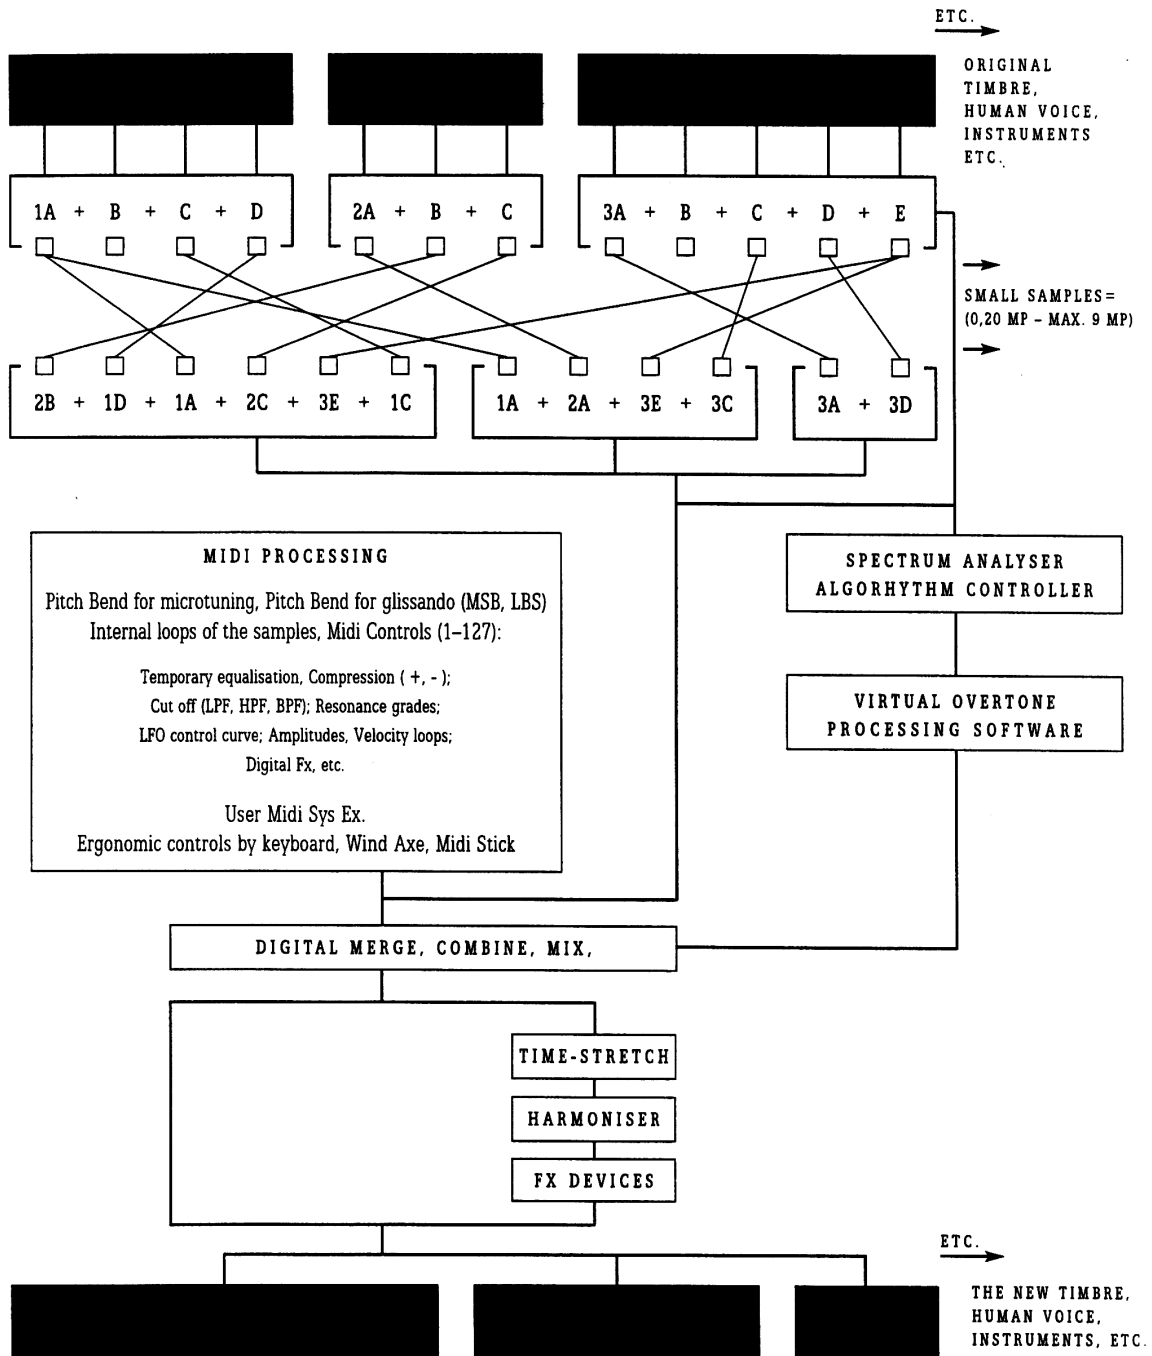 ETC.
ORIGINAL
TIMBRE,
HUMAN VOICE,
INSTRUMENTS
ETC.
1A + B + C + D
2A + B + C
3A + B + C + D + E
SMALL SAMPLES=
(0,20 MP – MAX. 9 MP)
2B + 1D + 1A + 2C + 3E + 1C
1A + 2A + 3E + 3C
3A + 3D
MIDI PROCESSING
Pitch Bend for microtuning, Pitch Bend for glissando (MSB, LBS)
Internal loops of the samples, Midi Controls (1–127):
Temporary equalisation, Compression ( +, - );
Cut off (LPF, HPF, BPF); Resonance grades;
LFO control curve; Amplitudes, Velocity loops;
Digital Fx, etc.
User Midi Sys Ex.
Ergonomic controls by keyboard, Wind Axe, Midi Stick
SPECTRUM ANALYSER
ALGORHYTHM CONTROLLER
VIRTUAL OVERTONE
PROCESSING SOFTWARE
DIGITAL MERGE, COMBINE, MIX,
TIME-STRETCH
HARMONISER
FX DEVICES
ETC.
THE NEW TIMBRE,
HUMAN VOICE,
INSTRUMENTS, ETC.